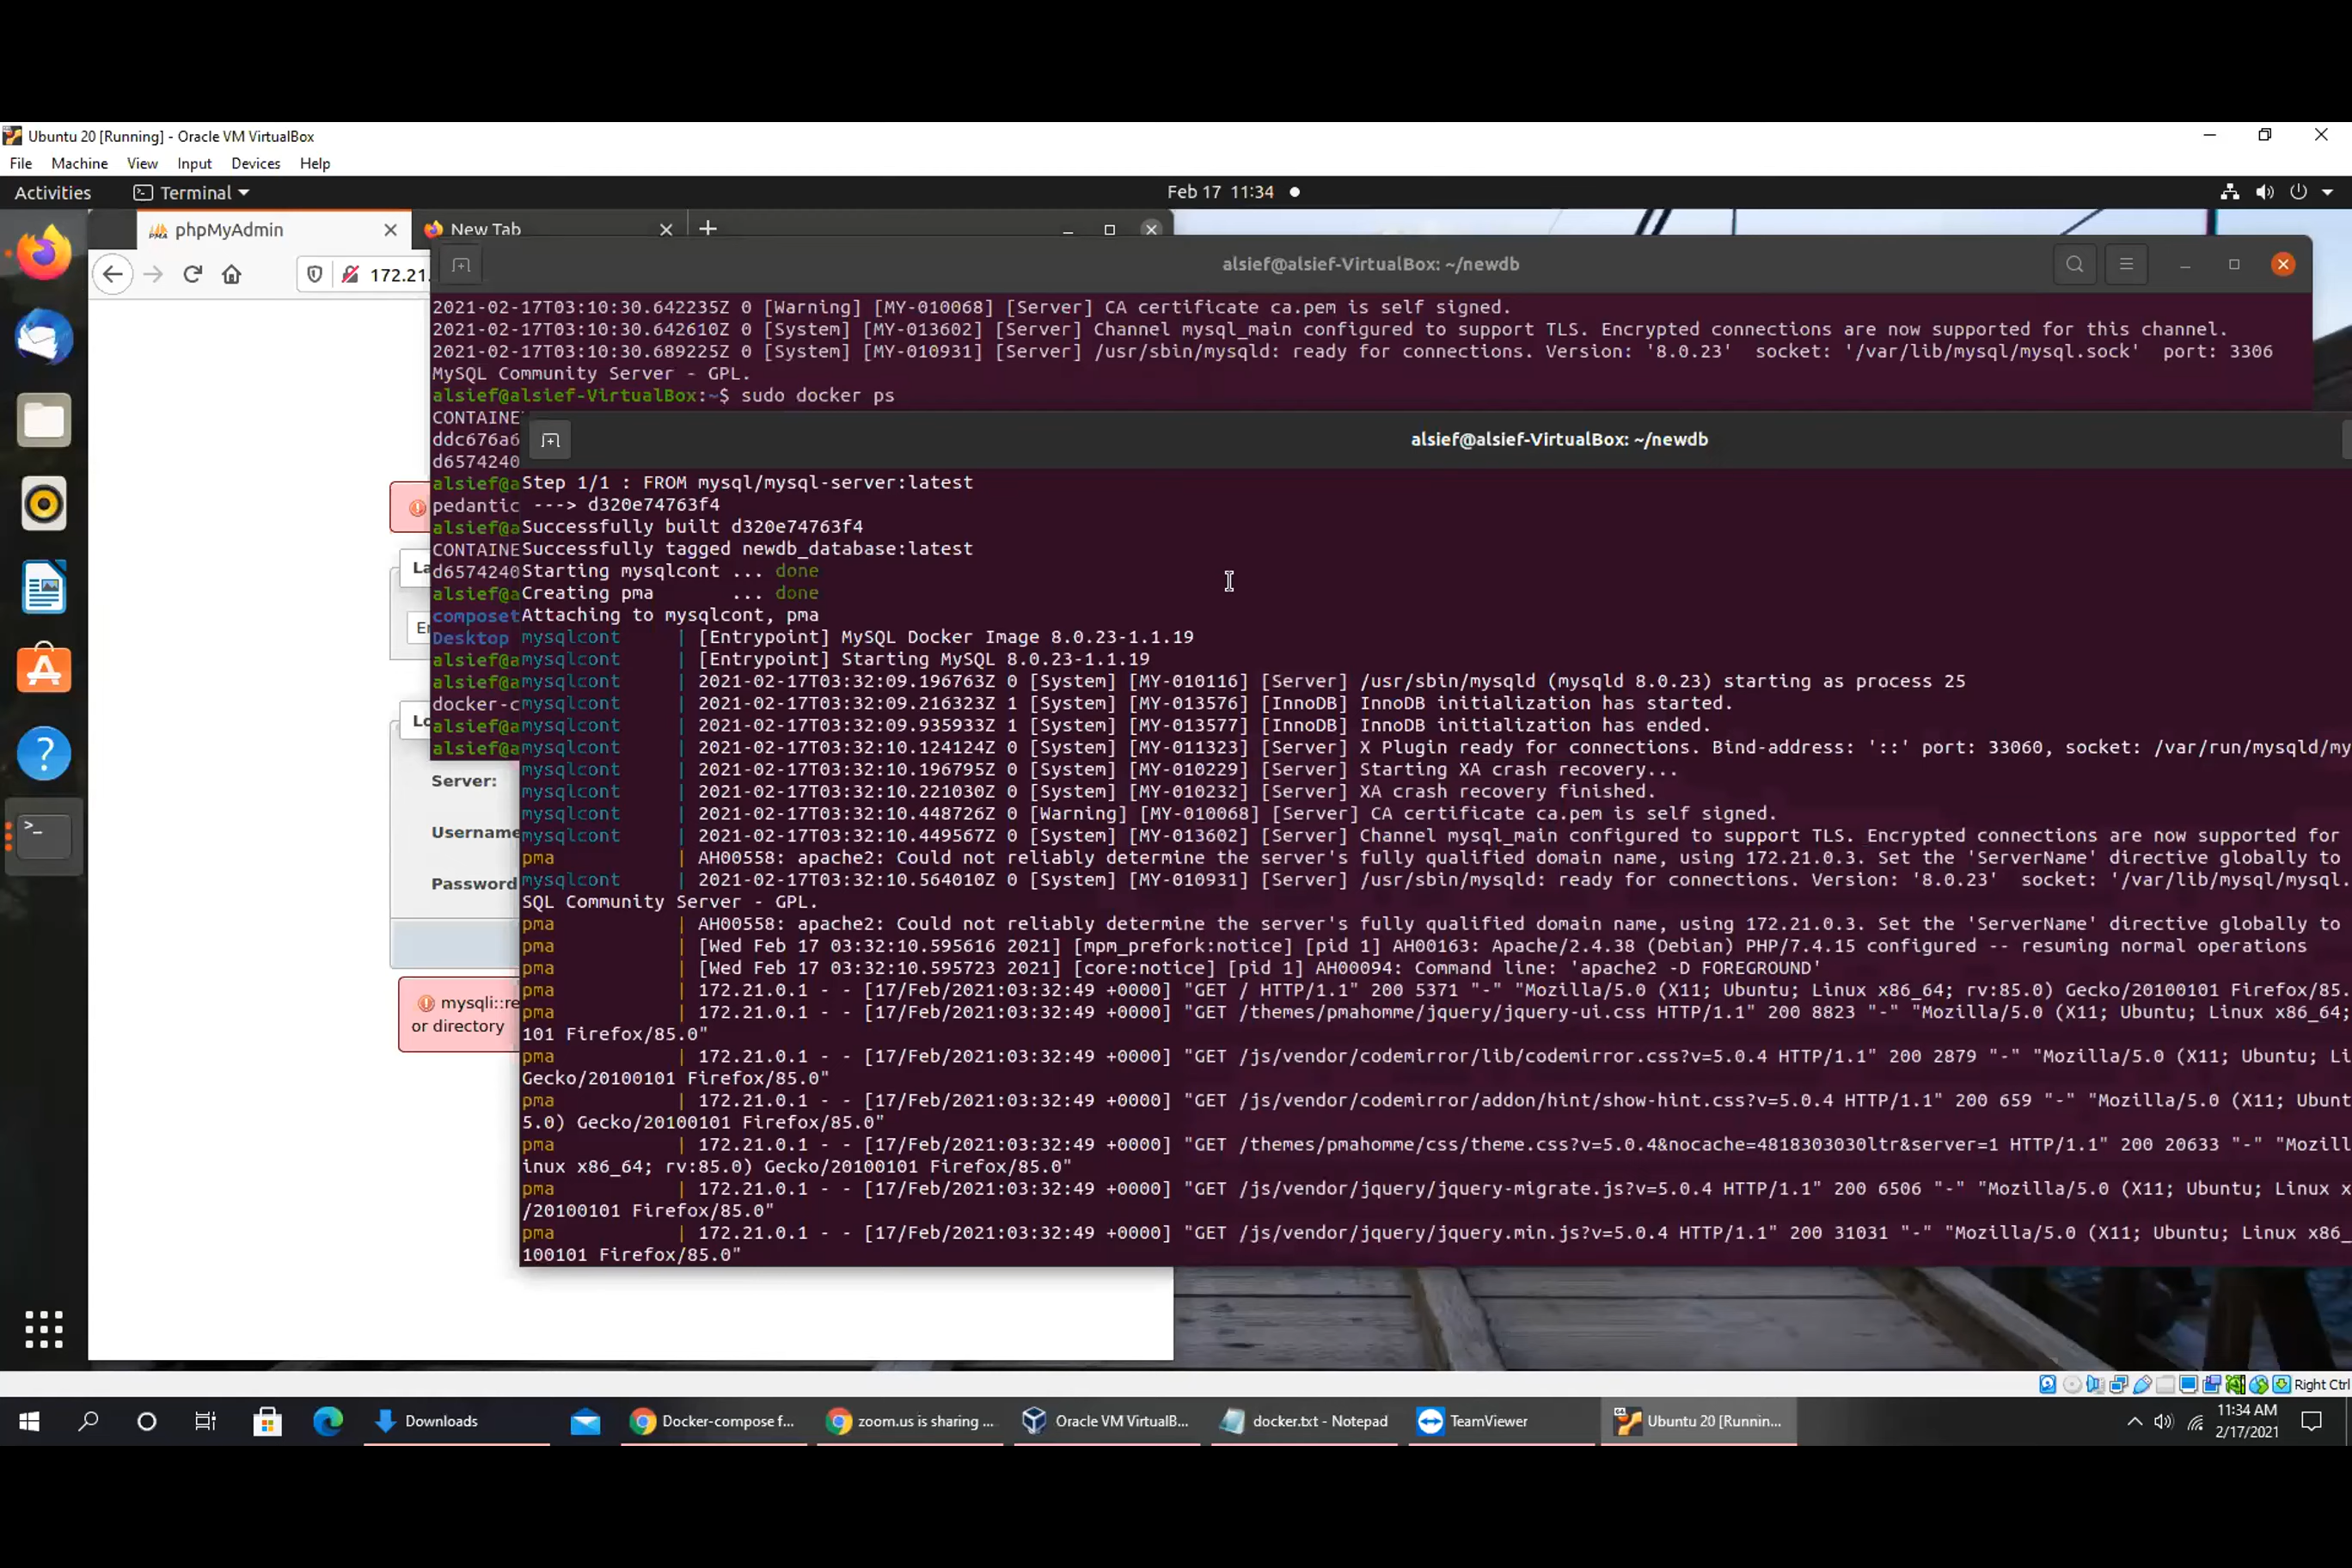 Ubuntu 20 [Running] - Oracle VM VirtualBox
File Machine View Input Devices Help
Activities Terminal Feb 17 11:34
phpMyAdmin New Tab
172.21.
alsief@alsief-VirtualBox: ~/newdb
2021-02-17T03:10:30.642235Z 0 [Warning] [MY-010068] [Server] CA certificate ca.pem is self signed.
2021-02-17T03:10:30.642610Z 0 [System] [MY-013602] [Server] Channel mysql_main configured to support TLS. Encrypted connections are now supported for this channel.
2021-02-17T03:10:30.689225Z 0 [System] [MY-010931] [Server] /usr/sbin/mysqld: ready for connections. Version: '8.0.23'  socket: '/var/lib/mysql/mysql.sock'  port: 3306
MySQL Community Server - GPL.
alsief@alsief-VirtualBox:~$ sudo docker ps
CONTAINE
ddc676a6
d6574240
alsief@a
pedantic
alsief@a
CONTAINE
d6574240
alsief@a
composet
Desktop
alsief@a
alsief@a
docker-c
alsief@a
alsief@a
alsief@alsief-VirtualBox: ~/newdb
Step 1/1 : FROM mysql/mysql-server:latest
 ---> d320e74763f4
Successfully built d320e74763f4
Successfully tagged newdb_database:latest
Starting mysqlcont ... done
Creating pma       ... done
Attaching to mysqlcont, pma
mysqlcont | [Entrypoint] MySQL Docker Image 8.0.23-1.1.19
mysqlcont | [Entrypoint] Starting MySQL 8.0.23-1.1.19
mysqlcont | 2021-02-17T03:32:09.196763Z 0 [System] [MY-010116] [Server] /usr/sbin/mysqld (mysqld 8.0.23) starting as process 25
mysqlcont | 2021-02-17T03:32:09.216323Z 1 [System] [MY-013576] [InnoDB] InnoDB initialization has started.
mysqlcont | 2021-02-17T03:32:09.935933Z 1 [System] [MY-013577] [InnoDB] InnoDB initialization has ended.
mysqlcont | 2021-02-17T03:32:10.124124Z 0 [System] [MY-011323] [Server] X Plugin ready for connections. Bind-address: '::' port: 33060, socket: /var/run/mysqld/my
mysqlcont | 2021-02-17T03:32:10.196795Z 0 [System] [MY-010229] [Server] Starting XA crash recovery...
mysqlcont | 2021-02-17T03:32:10.221030Z 0 [System] [MY-010232] [Server] XA crash recovery finished.
mysqlcont | 2021-02-17T03:32:10.448726Z 0 [Warning] [MY-010068] [Server] CA certificate ca.pem is self signed.
mysqlcont | 2021-02-17T03:32:10.449567Z 0 [System] [MY-013602] [Server] Channel mysql_main configured to support TLS. Encrypted connections are now supported for
pma | AH00558: apache2: Could not reliably determine the server's fully qualified domain name, using 172.21.0.3. Set the 'ServerName' directive globally to
mysqlcont | 2021-02-17T03:32:10.564010Z 0 [System] [MY-010931] [Server] /usr/sbin/mysqld: ready for connections. Version: '8.0.23'  socket: '/var/lib/mysql/mysql.
SQL Community Server - GPL.
pma | AH00558: apache2: Could not reliably determine the server's fully qualified domain name, using 172.21.0.3. Set the 'ServerName' directive globally to
pma | [Wed Feb 17 03:32:10.595616 2021] [mpm_prefork:notice] [pid 1] AH00163: Apache/2.4.38 (Debian) PHP/7.4.15 configured -- resuming normal operations
pma | [Wed Feb 17 03:32:10.595723 2021] [core:notice] [pid 1] AH00094: Command line: 'apache2 -D FOREGROUND'
pma | 172.21.0.1 - - [17/Feb/2021:03:32:49 +0000] "GET / HTTP/1.1" 200 5371 "-" "Mozilla/5.0 (X11; Ubuntu; Linux x86_64; rv:85.0) Gecko/20100101 Firefox/85.
pma | 172.21.0.1 - - [17/Feb/2021:03:32:49 +0000] "GET /themes/pmahomme/jquery/jquery-ui.css HTTP/1.1" 200 8823 "-" "Mozilla/5.0 (X11; Ubuntu; Linux x86_64;
101 Firefox/85.0"
pma | 172.21.0.1 - - [17/Feb/2021:03:32:49 +0000] "GET /js/vendor/codemirror/lib/codemirror.css?v=5.0.4 HTTP/1.1" 200 2879 "-" "Mozilla/5.0 (X11; Ubuntu; Li
Gecko/20100101 Firefox/85.0"
pma | 172.21.0.1 - - [17/Feb/2021:03:32:49 +0000] "GET /js/vendor/codemirror/addon/hint/show-hint.css?v=5.0.4 HTTP/1.1" 200 659 "-" "Mozilla/5.0 (X11; Ubunt
5.0) Gecko/20100101 Firefox/85.0"
pma | 172.21.0.1 - - [17/Feb/2021:03:32:49 +0000] "GET /themes/pmahomme/css/theme.css?v=5.0.4&nocache=4818303030ltr&server=1 HTTP/1.1" 200 20633 "-" "Mozill
inux x86_64; rv:85.0) Gecko/20100101 Firefox/85.0"
pma | 172.21.0.1 - - [17/Feb/2021:03:32:49 +0000] "GET /js/vendor/jquery/jquery-migrate.js?v=5.0.4 HTTP/1.1" 200 6506 "-" "Mozilla/5.0 (X11; Ubuntu; Linux x
/20100101 Firefox/85.0"
pma | 172.21.0.1 - - [17/Feb/2021:03:32:49 +0000] "GET /js/vendor/jquery/jquery.min.js?v=5.0.4 HTTP/1.1" 200 31031 "-" "Mozilla/5.0 (X11; Ubuntu; Linux x86_
100101 Firefox/85.0"
La
En
Lo
Server:
Username
Password
mysqli::re
or directory
Right Ctrl
Downloads
Docker-compose f...
zoom.us is sharing ...
Oracle VM VirtualB...
docker.txt - Notepad
TeamViewer
Ubuntu 20 [Runnin...
11:34 AM
2/17/2021